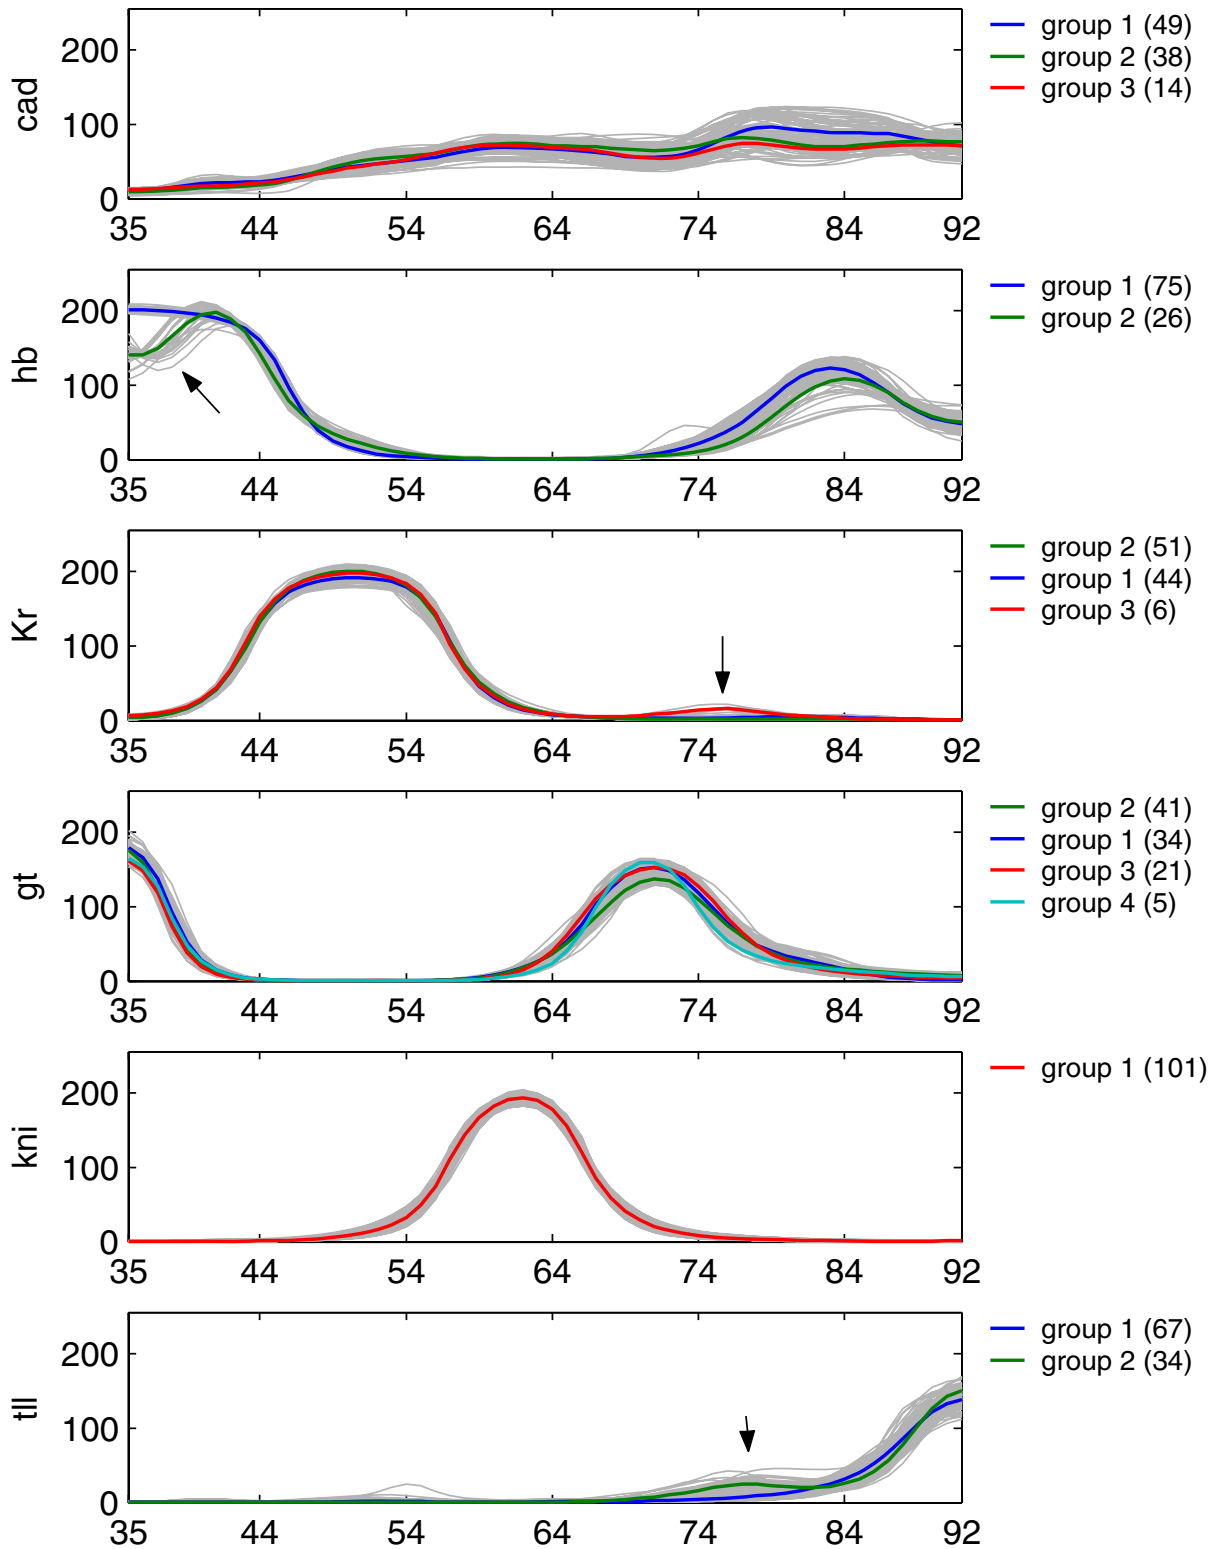 cad
200
100
0
35 44 54 64 74 84 92
group 1 (49)
group 2 (38)
group 3 (14)
hb
200
100
0
35 44 54 64 74 84 92
group 1 (75)
group 2 (26)
Kr
200
100
0
35 44 54 64 74 84 92
group 2 (51)
group 1 (44)
group 3 (6)
gt
200
100
0
35 44 54 64 74 84 92
group 2 (41)
group 1 (34)
group 3 (21)
group 4 (5)
kni
200
100
0
35 44 54 64 74 84 92
group 1 (101)
tll
200
100
0
35 44 54 64 74 84 92
group 1 (67)
group 2 (34)